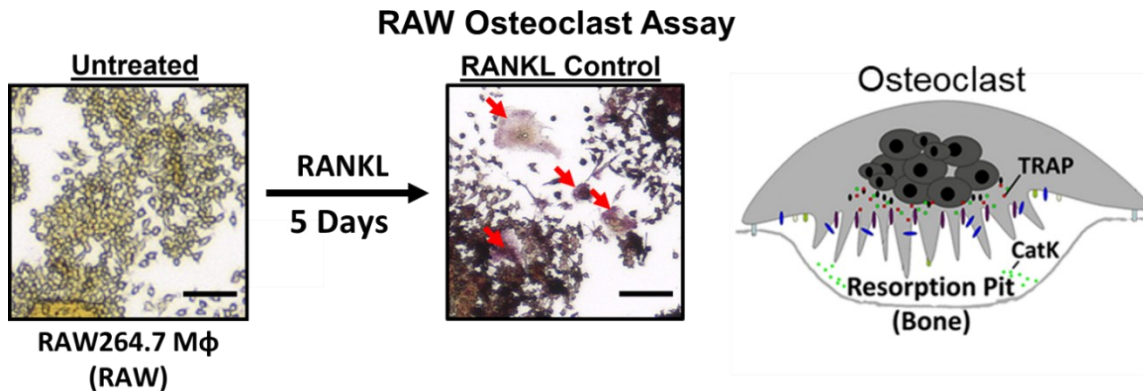 RAW Osteoclast Assay
Untreated
RANKL Control
Osteoclast
RANKL
5 Days
TRAP
CatK
Resorption Pit
(Bone)
RAW264.7 Mϕ
(RAW)